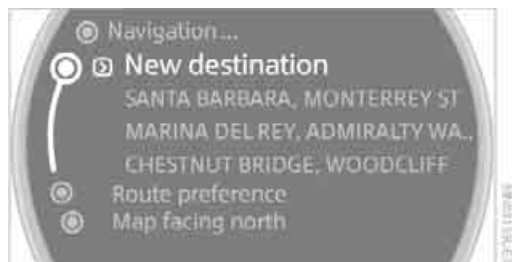 Navigation...
New destination
SANTA BARBARA, MONTERREY ST
MARINA DEL REY, ADMIRALTY WA..
CHESTNUT BRIDGE, WOODCLIFF
Route preference
Map facing north